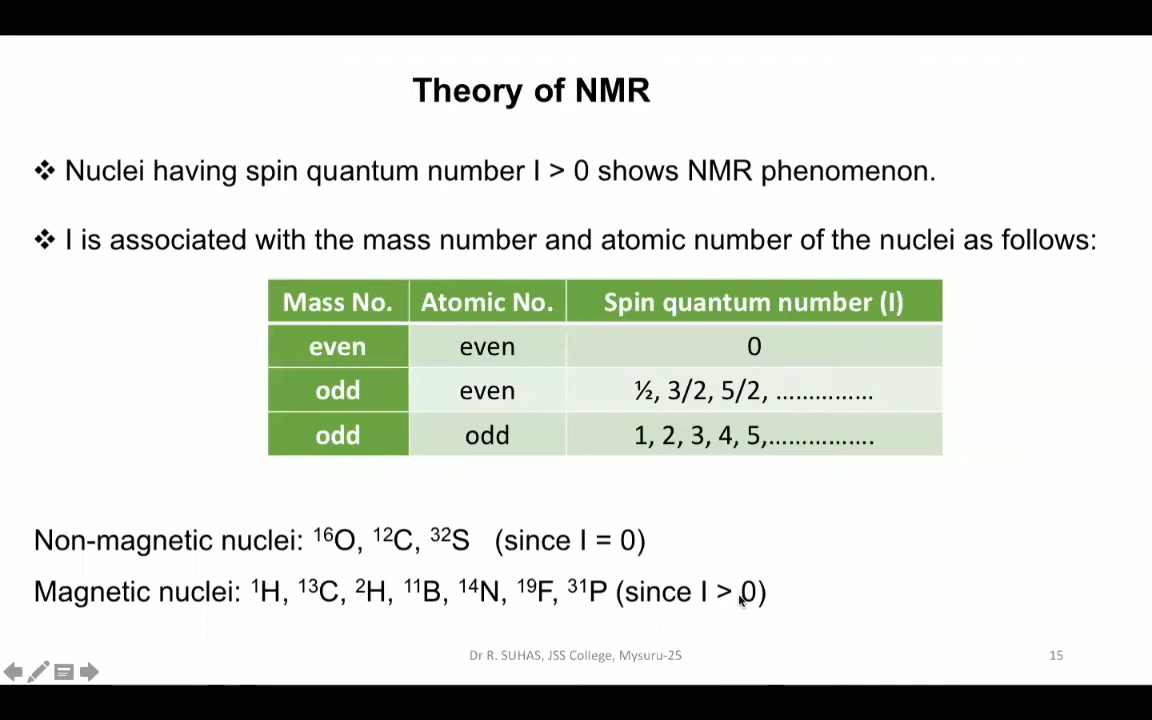 Theory of NMR
❖ Nuclei having spin quantum number I > 0 shows NMR phenomenon.
❖ I is associated with the mass number and atomic number of the nuclei as follows:
Mass No. Atomic No. Spin quantum number (I)
even even 0
odd even ½, 3/2, 5/2, ……………
odd odd 1, 2, 3, 4, 5,…………….
Non-magnetic nuclei: ¹⁶O, ¹²C, ³²S (since I = 0)
Magnetic nuclei: ¹H, ¹³C, ²H, ¹¹B, ¹⁴N, ¹⁹F, ³¹P (since I > 0)
Dr R. SUHAS, JSS College, Mysuru-25 15